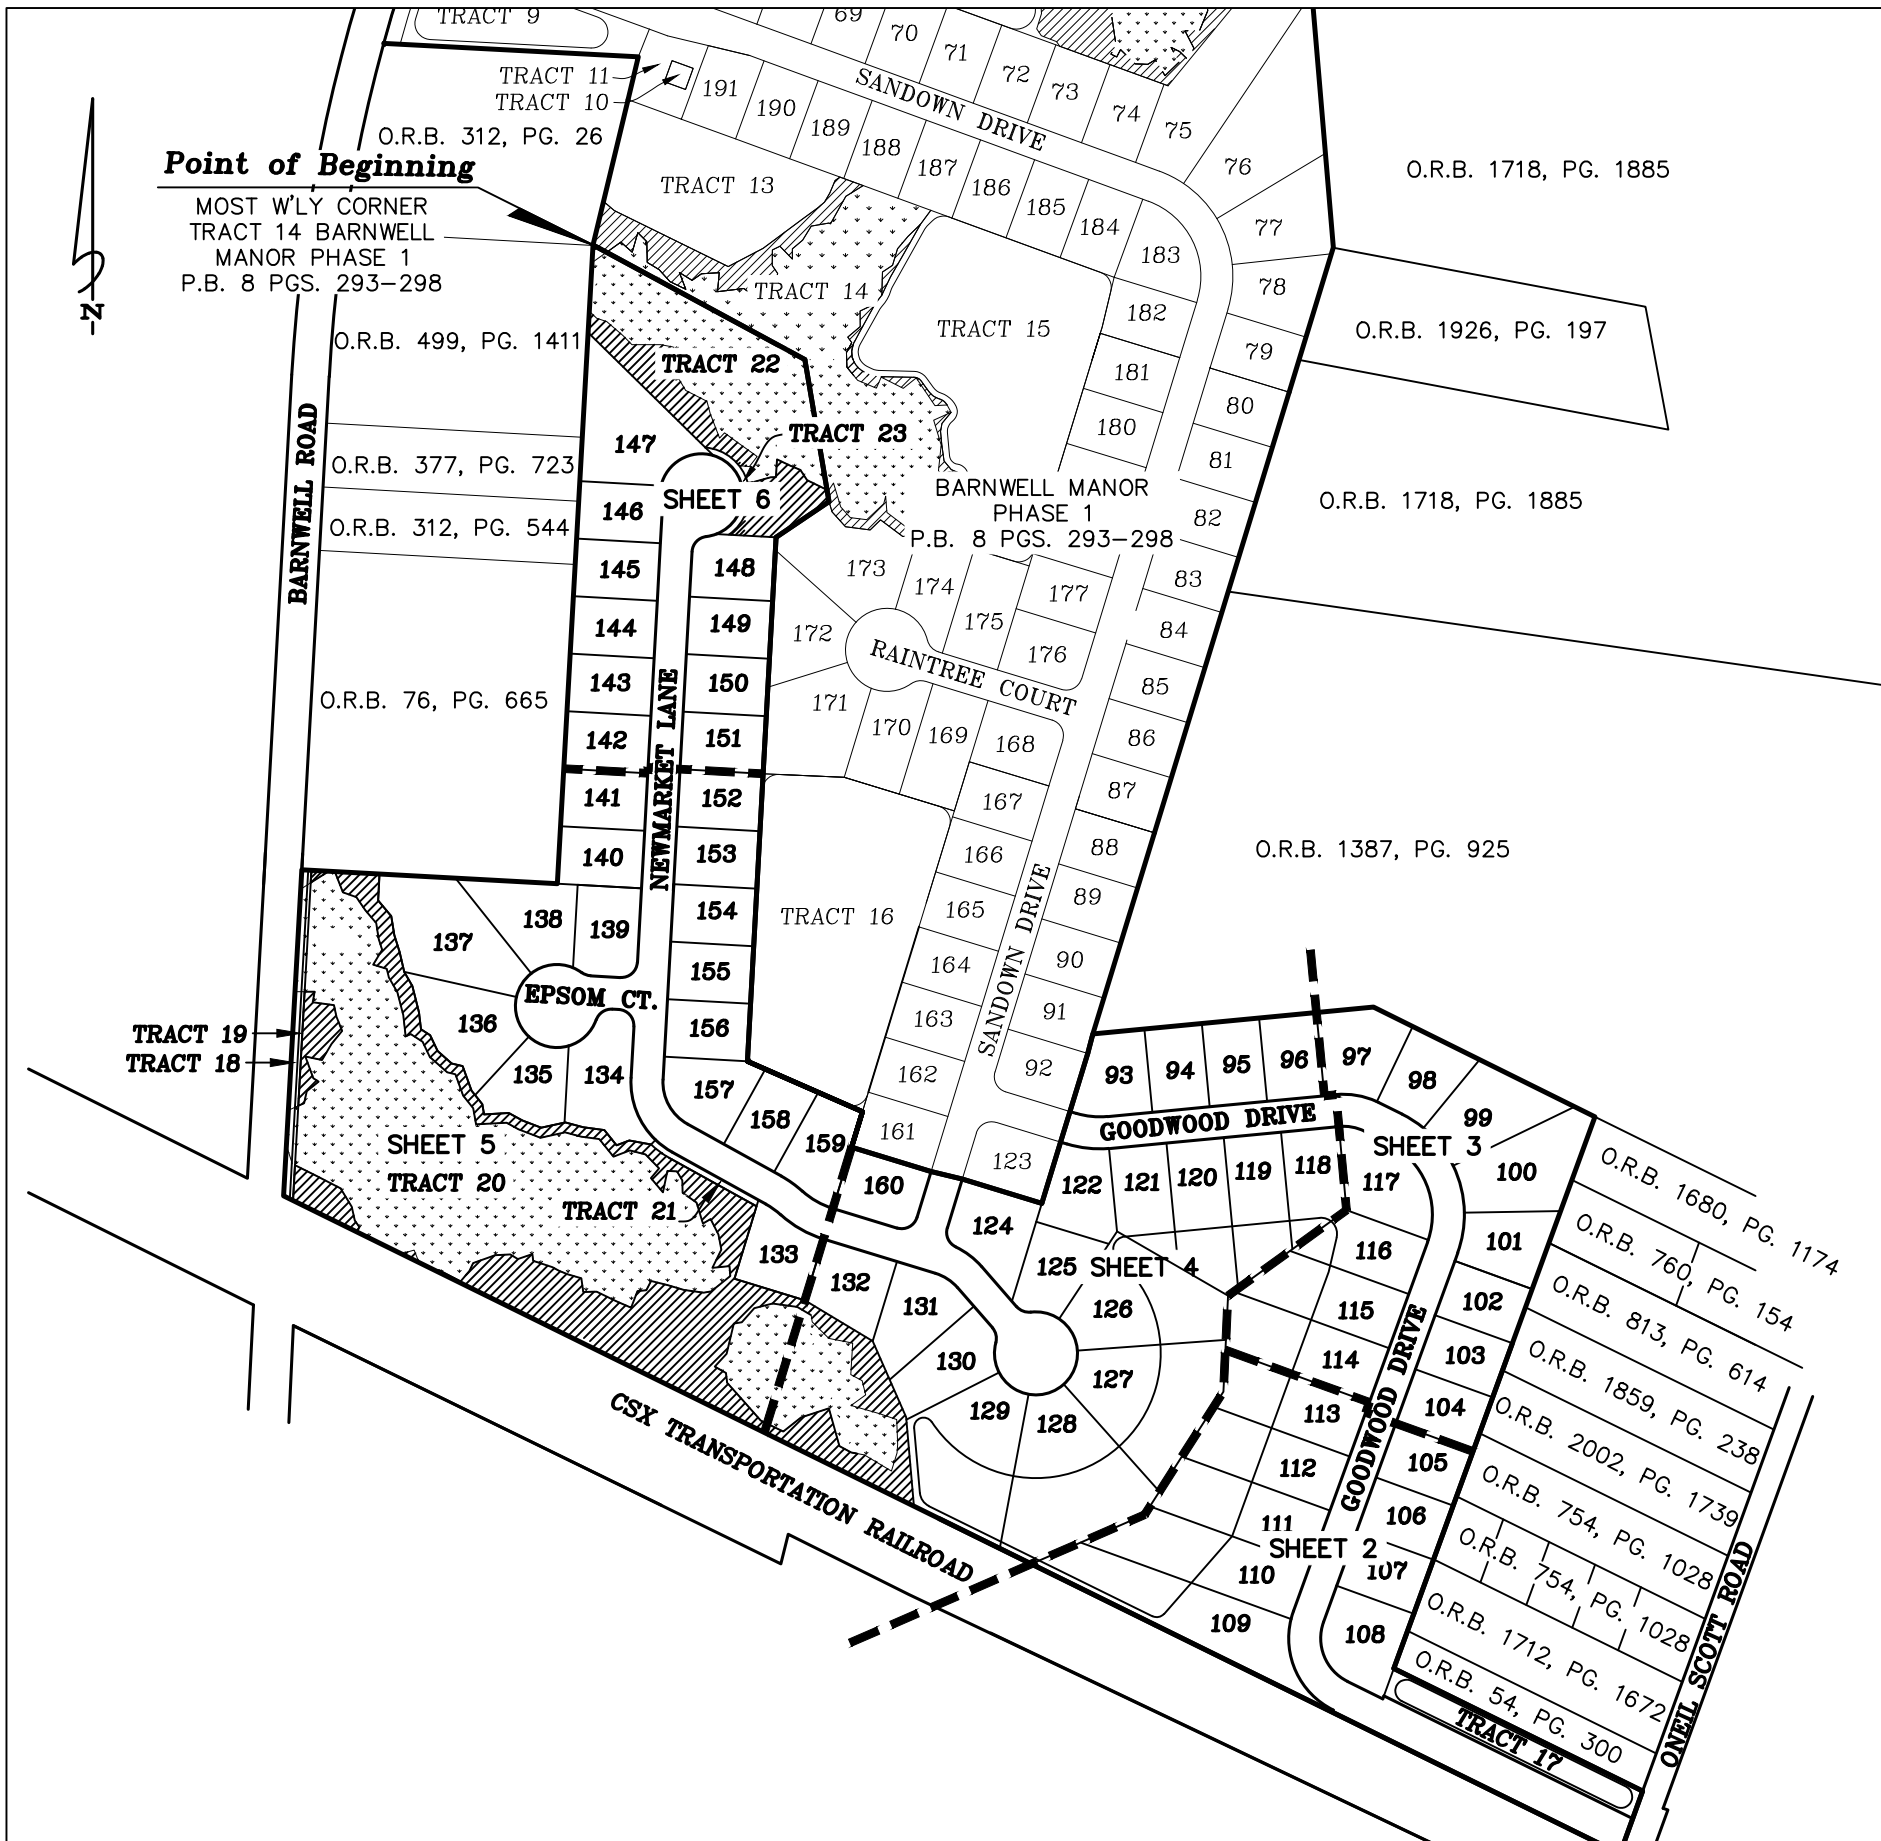 TRACT 9
69
70
71
72
73
74
75
76
77
78
79
80
81
82
83
84
85
86
87
88
89
90
91
92
SANDOWN DRIVE
TRACT 11
TRACT 10
191
190
189
188
187
186
185
184
183
182
181
180
O.R.B. 312, PG. 26
Point of Beginning
MOST W'LY CORNER
TRACT 14 BARNWELL
MANOR PHASE 1
P.B. 8 PGS. 293-298
N
TRACT 13
TRACT 14
TRACT 15
O.R.B. 1718, PG. 1885
O.R.B. 1926, PG. 197
O.R.B. 1718, PG. 1885
O.R.B. 499, PG. 1411
TRACT 22
TRACT 23
BARNWELL ROAD
O.R.B. 377, PG. 723
O.R.B. 312, PG. 544
O.R.B. 76, PG. 665
SHEET 6
BARNWELL MANOR
PHASE 1
P.B. 8 PGS. 293-298
147
146
145
144
143
142
141
140
139
138
137
136
135
134
NEWMARKET LANE
148
149
150
151
152
153
154
155
156
157
158
159
160
173
174
175
177
176
172
171
170
169
168
RAINTREE COURT
167
166
165
164
163
162
161
TRACT 16
SANDOWN DRIVE
O.R.B. 1387, PG. 925
EPSOM CT.
TRACT 19
TRACT 18
SHEET 5
TRACT 20
TRACT 21
93
94
95
96
97
98
99
100
GOODWOOD DRIVE
SHEET 3
123
122
121
120
119
118
117
116
115
114
113
112
111
110
109
101
102
103
104
105
106
107
108
GOODWOOD DRIVE
GOODWOOD DRIVE
SHEET 4
SHEET 2
124
125
126
127
128
129
130
131
132
133
CSX TRANSPORTATION RAILROAD
O.R.B. 1680, PG. 1174
O.R.B. 760, PG. 154
O.R.B. 813, PG. 614
O.R.B. 1859, PG. 238
O.R.B. 2002, PG. 1739
O.R.B. 754, PG. 1028
O.R.B. 754, PG. 1028
O.R.B. 1712, PG. 1672
O.R.B. 54, PG. 300
TRACT 17
ONEIL SCOTT ROAD